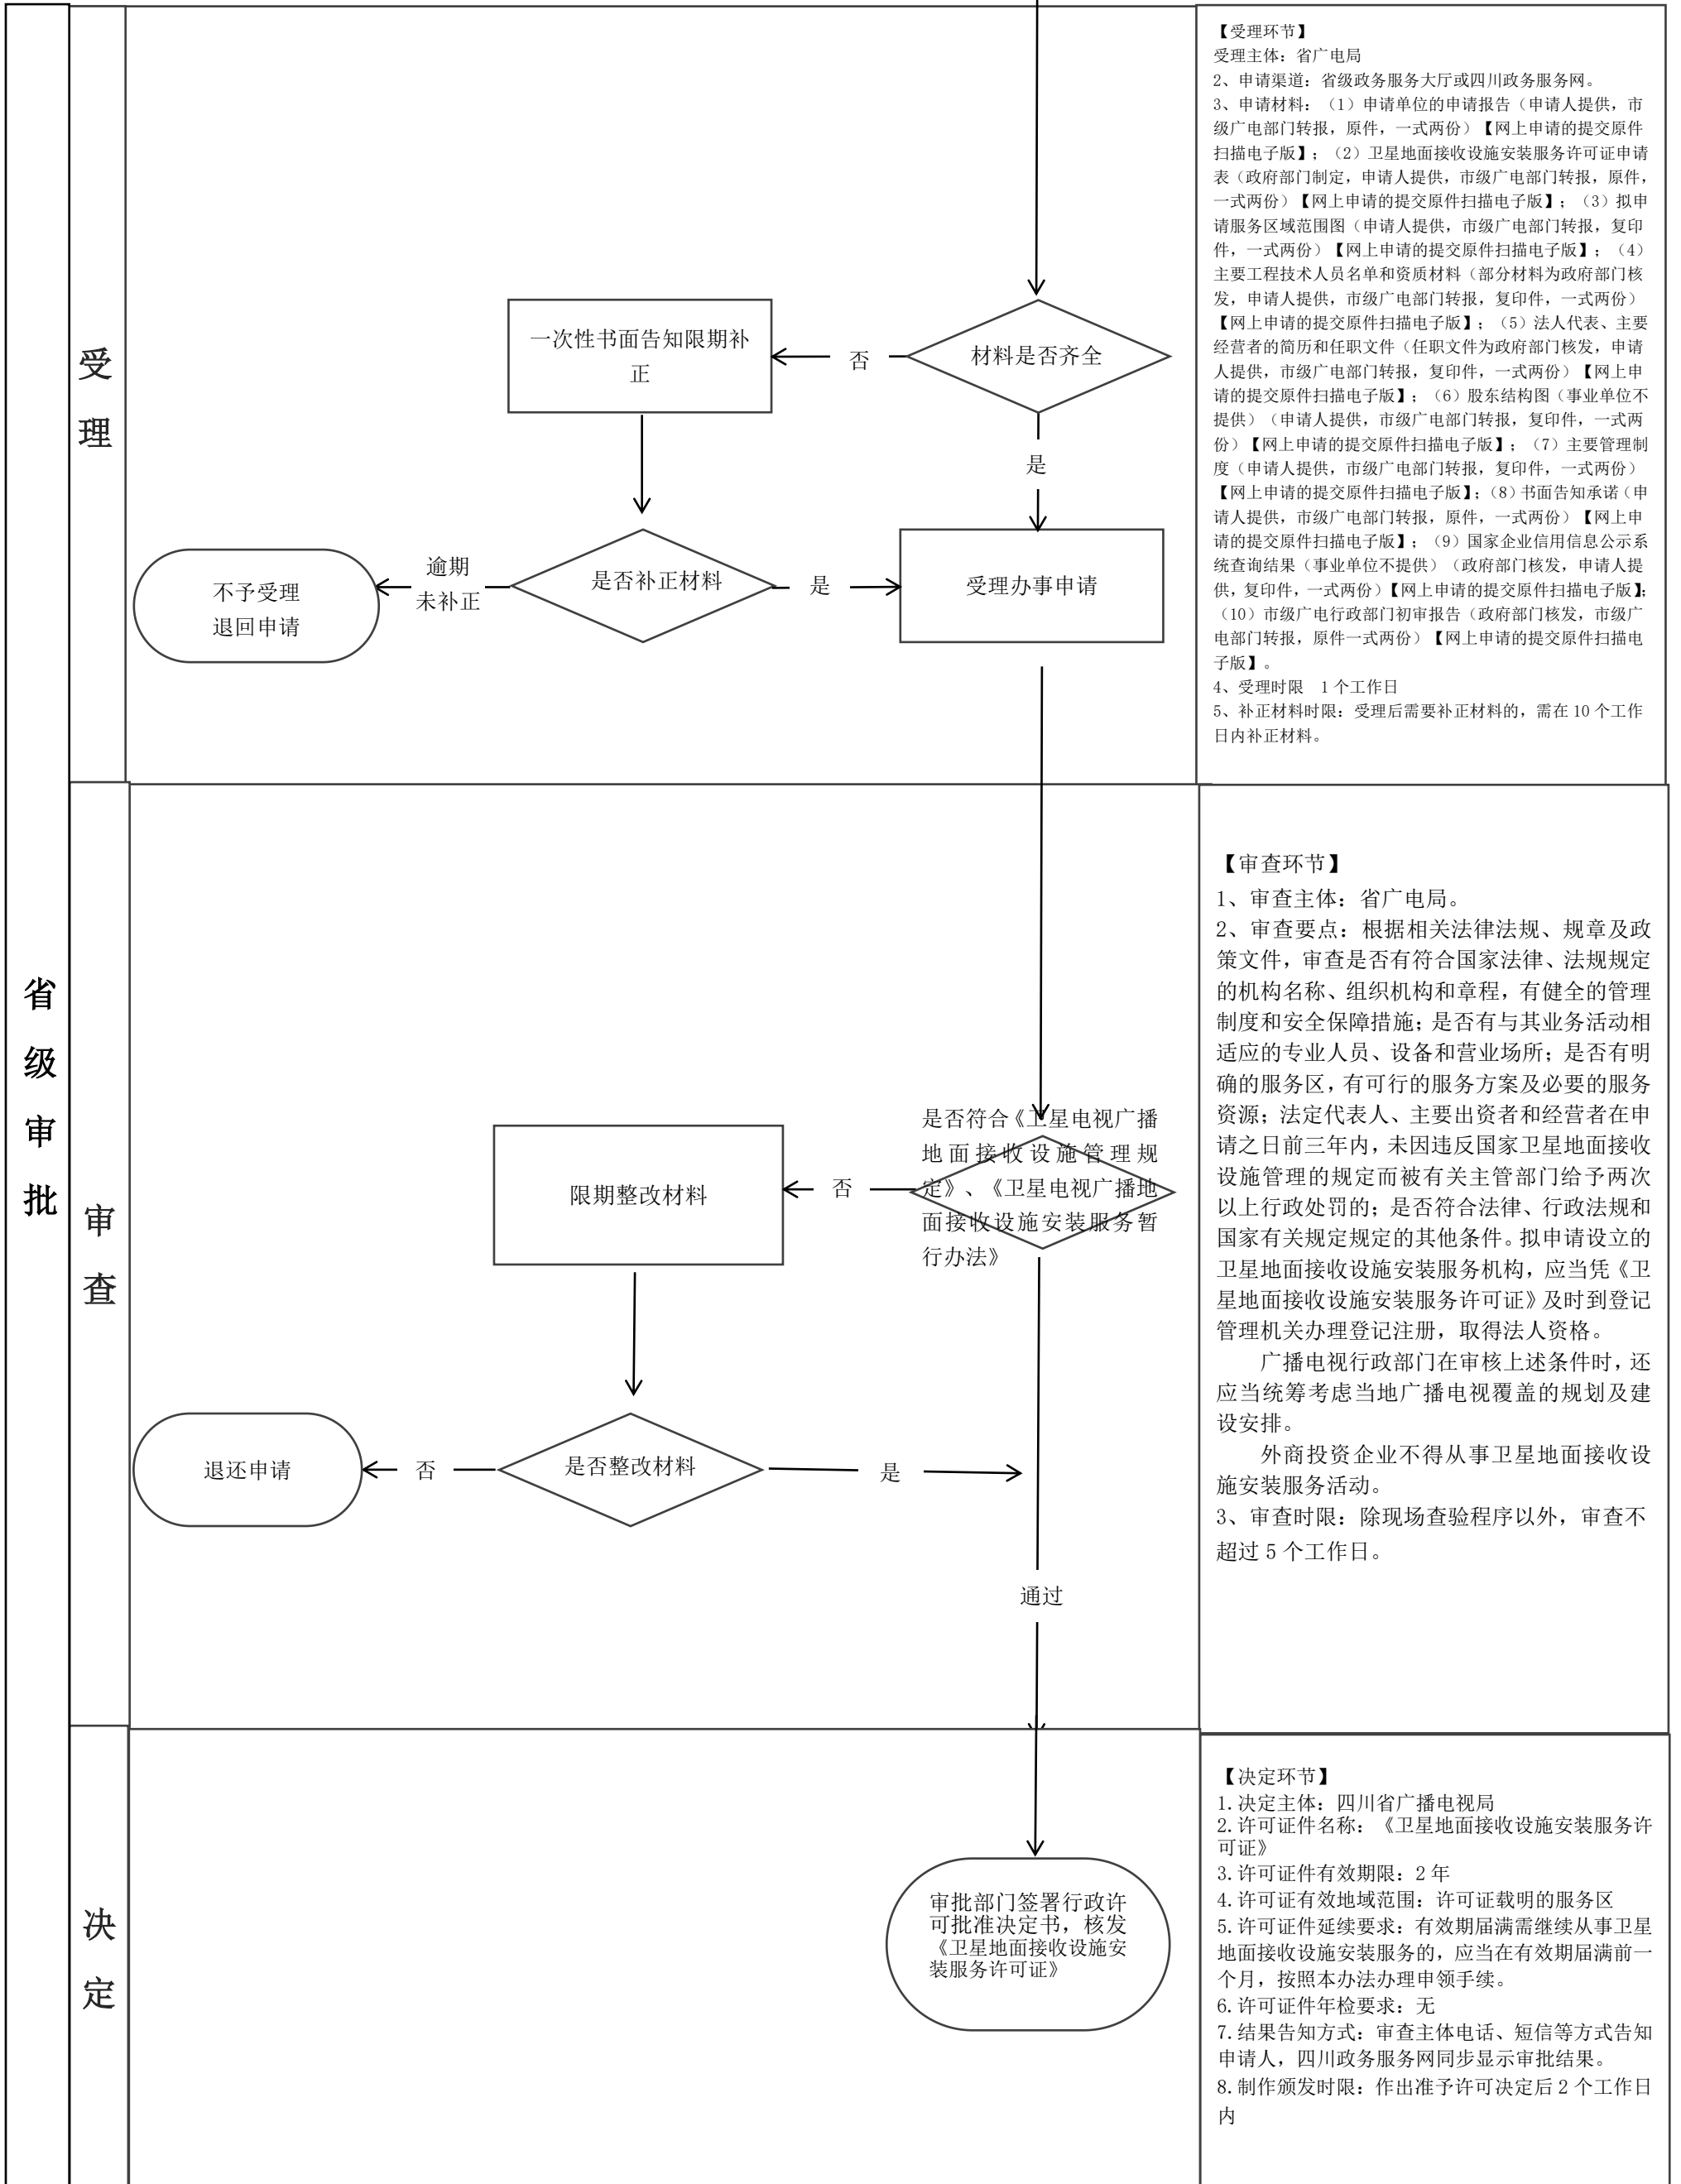 省
级
审
批
受
理
材料是否齐全
否
一次性书面告知限期补
正
是
是否补正材料
逾期
未补正
不予受理
退回申请
是
受理办事申请
【受理环节】
受理主体：省广电局
2、申请渠道：省级政务服务大厅或四川政务服务网。
3、申请材料：（1）申请单位的申请报告（申请人提供，市
级广电部门转报，原件，一式两份）【网上申请的提交原件
扫描电子版】；（2）卫星地面接收设施安装服务许可证申请
表（政府部门制定，申请人提供，市级广电部门转报，原件，
一式两份）【网上申请的提交原件扫描电子版】；（3）拟申
请服务区域范围图（申请人提供，市级广电部门转报，复印
件，一式两份）【网上申请的提交原件扫描电子版】；（4）
主要工程技术人员名单和资质材料（部分材料为政府部门核
发，申请人提供，市级广电部门转报，复印件，一式两份）
【网上申请的提交原件扫描电子版】；（5）法人代表、主要
经营者的简历和任职文件（任职文件为政府部门核发，申请
人提供，市级广电部门转报，复印件，一式两份）【网上申
请的提交原件扫描电子版】；（6）股东结构图（事业单位不
提供）（申请人提供，市级广电部门转报，复印件，一式两
份）【网上申请的提交原件扫描电子版】；（7）主要管理制
度（申请人提供，市级广电部门转报，复印件，一式两份）
【网上申请的提交原件扫描电子版】；（8）书面告知承诺（申
请人提供，市级广电部门转报，原件，一式两份）【网上申
请的提交原件扫描电子版】；（9）国家企业信用信息公示系
统查询结果（事业单位不提供）（政府部门核发，申请人提
供，复印件，一式两份）【网上申请的提交原件扫描电子版】；
（10）市级广电行政部门初审报告（政府部门核发，市级广
电部门转报，原件一式两份）【网上申请的提交原件扫描电
子版】。
4、受理时限 1个工作日
5、补正材料时限：受理后需要补正材料的，需在10个工作
日内补正材料。
审
查
是否符合《卫星电视广播
地面接收设施管理规
定》、《卫星电视广播地
面接收设施安装服务暂
行办法》
否
限期整改材料
是否整改材料
否
退还申请
是
通过
【审查环节】
1、审查主体：省广电局。
2、审查要点：根据相关法律法规、规章及政
策文件，审查是否有符合国家法律、法规规定
的机构名称、组织机构和章程，有健全的管理
制度和安全保障措施；是否有与其业务活动相
适应的专业人员、设备和营业场所；是否有明
确的服务区，有可行的服务方案及必要的服务
资源；法定代表人、主要出资者和经营者在申
请之日前三年内，未因违反国家卫星地面接收
设施管理的规定而被有关主管部门给予两次
以上行政处罚的；是否符合法律、行政法规和
国家有关规定规定的其他条件。拟申请设立的
卫星地面接收设施安装服务机构，应当凭《卫
星地面接收设施安装服务许可证》及时到登记
管理机关办理登记注册，取得法人资格。
广播电视行政部门在审核上述条件时，还
应当统筹考虑当地广播电视覆盖的规划及建
设安排。
外商投资企业不得从事卫星地面接收设
施安装服务活动。
3、审查时限：除现场查验程序以外，审查不
超过5个工作日。
决
定
审批部门签署行政许
可批准决定书，核发
《卫星地面接收设施安
装服务许可证》
【决定环节】
1.决定主体：四川省广播电视局
2.许可证件名称：《卫星地面接收设施安装服务许
可证》
3.许可证件有效期限：2年
4.许可证有效地域范围：许可证载明的服务区
5.许可证件延续要求：有效期届满需继续从事卫星
地面接收设施安装服务的，应当在有效期届满前一
个月，按照本办法办理申领手续。
6.许可证件年检要求：无
7.结果告知方式：审查主体电话、短信等方式告知
申请人，四川政务服务网同步显示审批结果。
8.制作颁发时限：作出准予许可决定后2个工作日
内